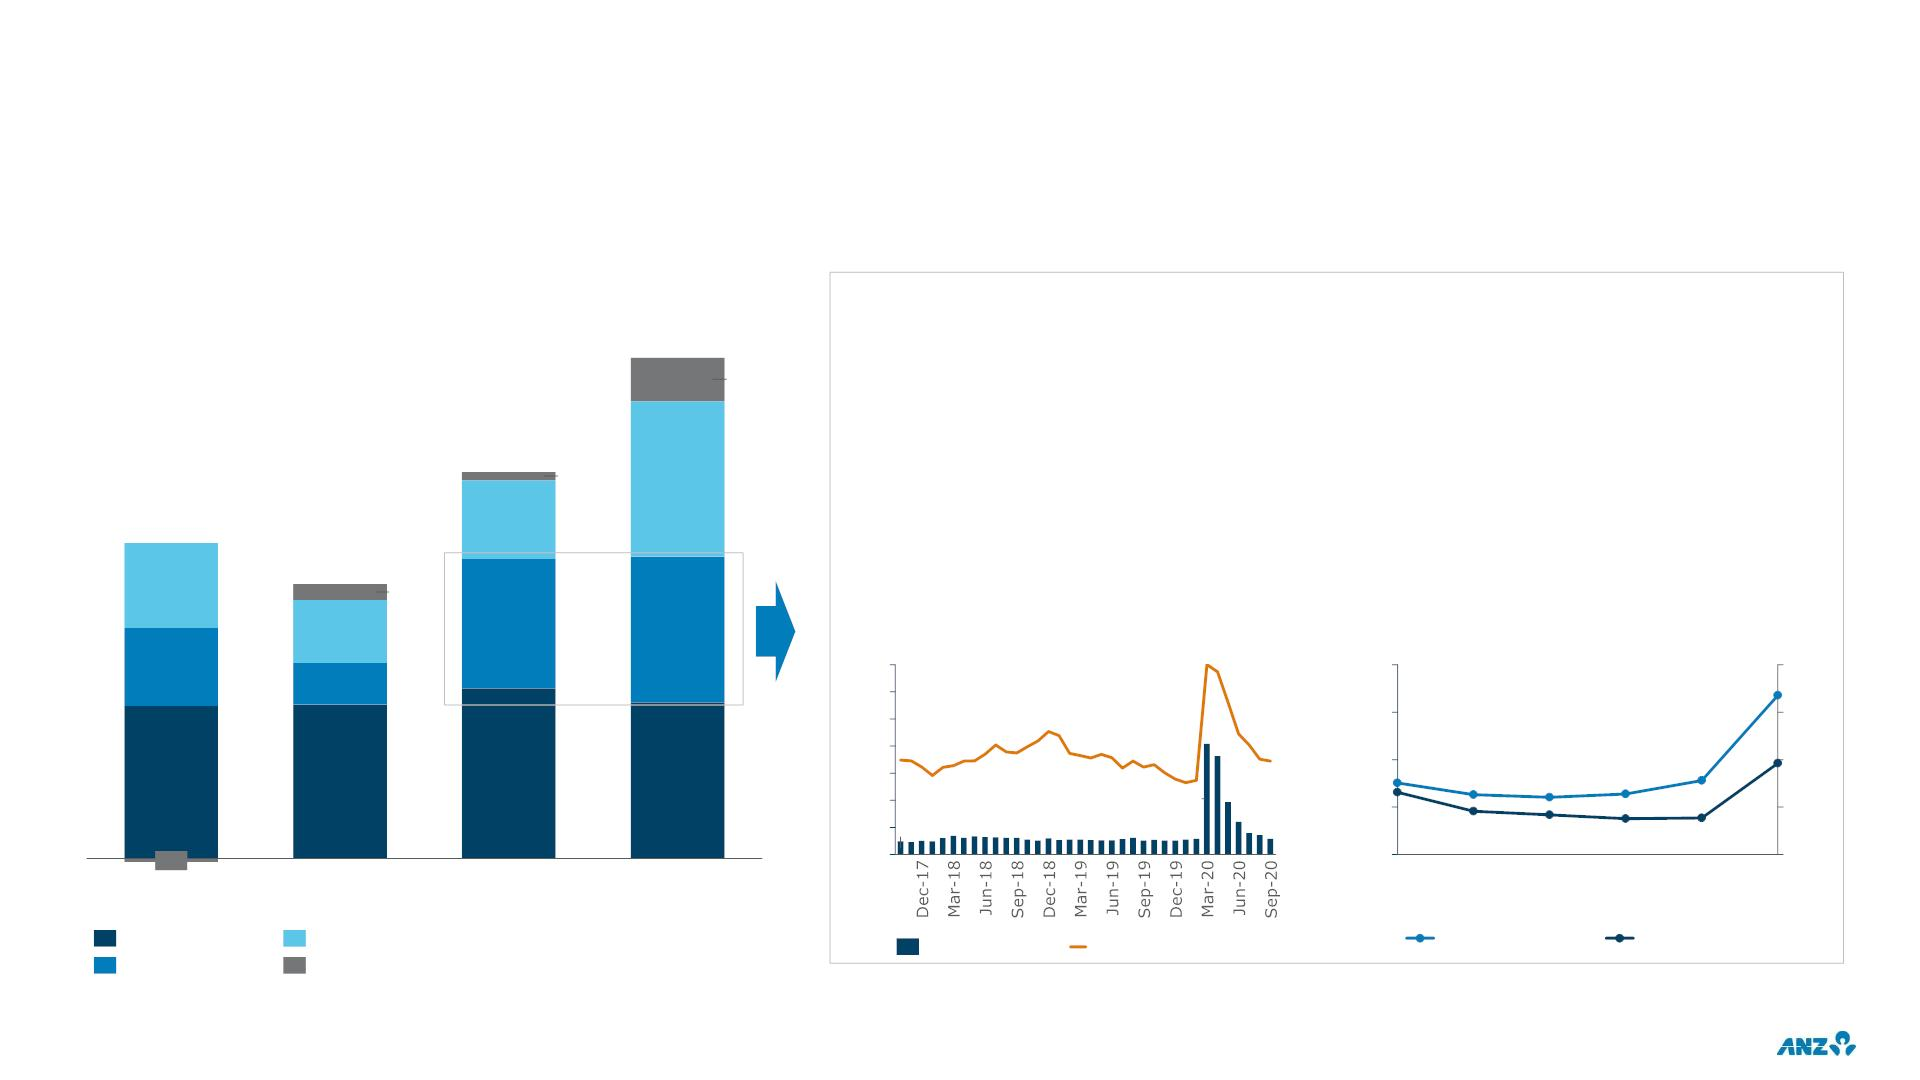 Dec-17
Mar-18
Jun-18
Sep-18
Dec-18
Mar-19
Jun-19
Sep-19
Dec-19
Mar-20
Jun-20
Sep-20
ANZ